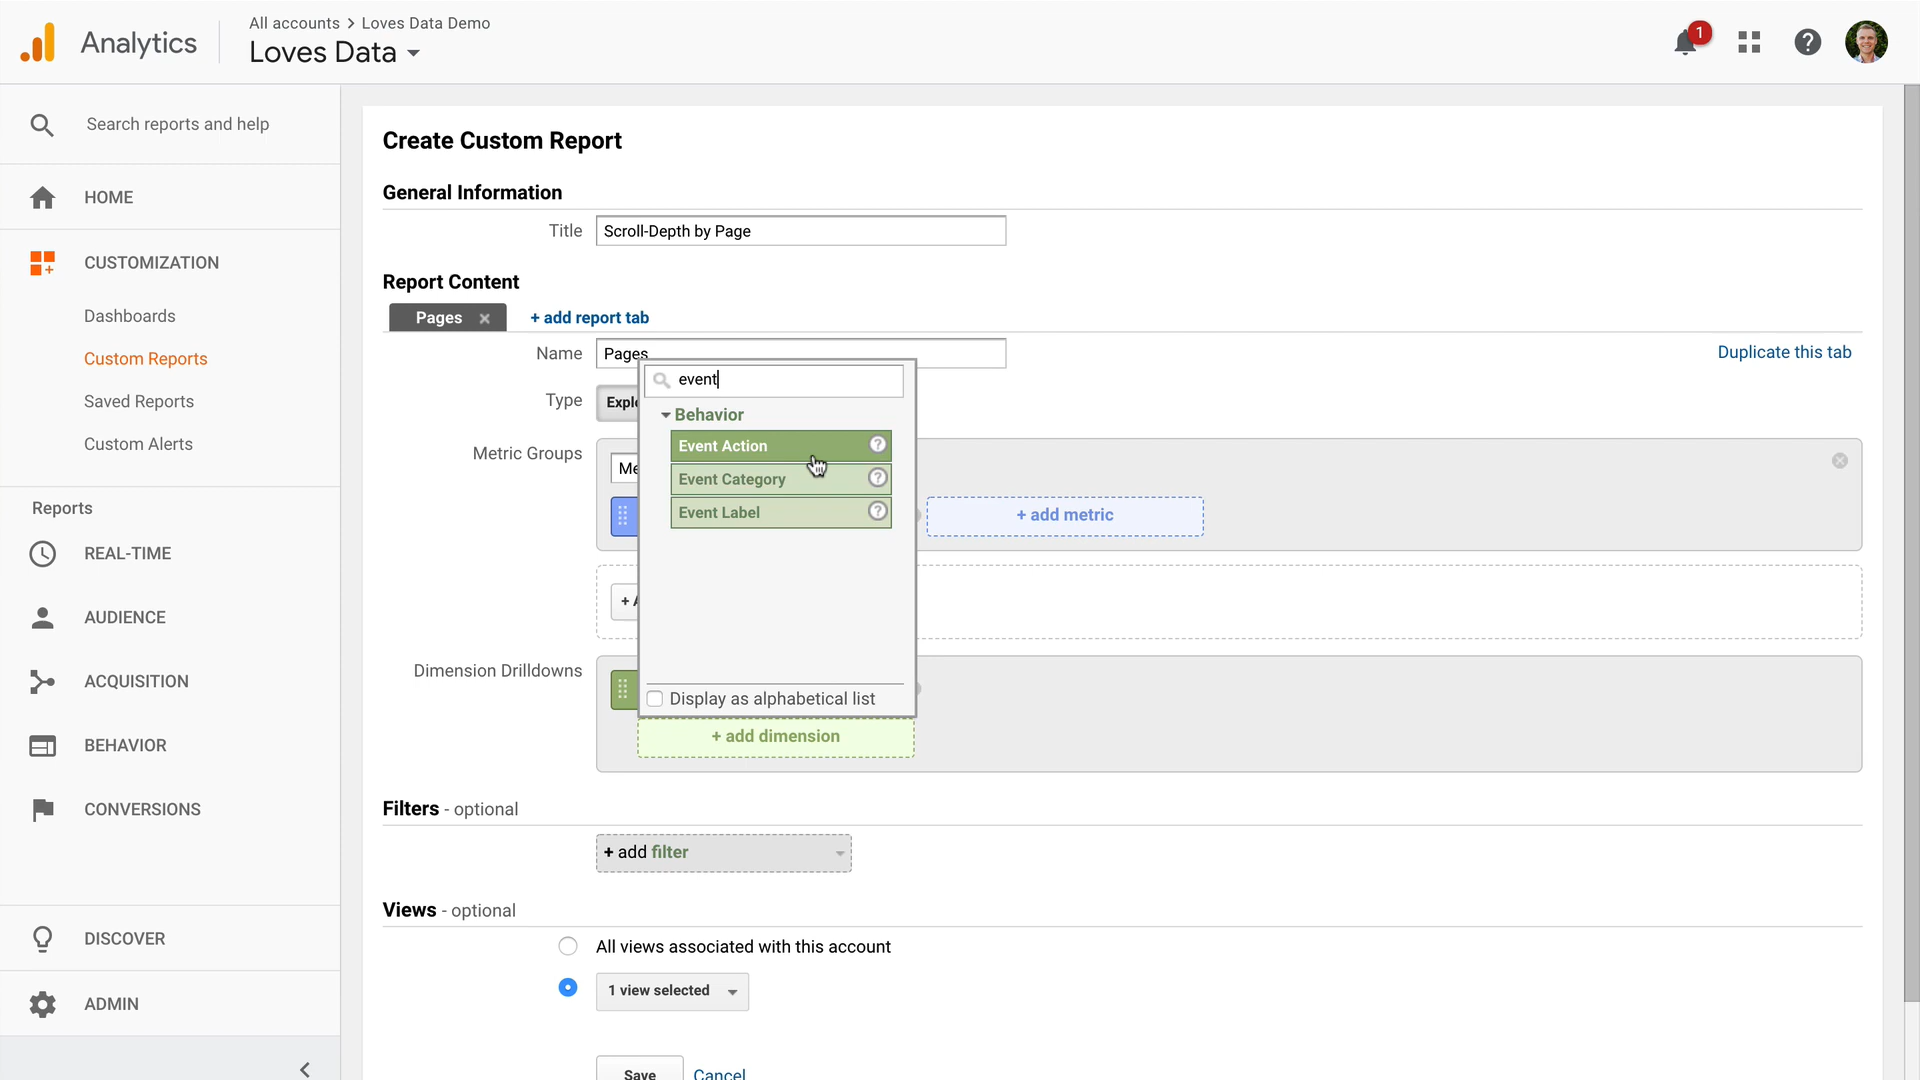 Analytics
All accounts > Loves Data Demo
Loves Data
1
?
Search reports and help
HOME
CUSTOMIZATION
Dashboards
Custom Reports
Saved Reports
Custom Alerts
Reports
REAL-TIME
AUDIENCE
ACQUISITION
BEHAVIOR
CONVERSIONS
DISCOVER
ADMIN
Create Custom Report
General Information
Title Scroll-Depth by Page
Report Content
Pages x + add report tab
Name Pages
Duplicate this tab
Type
event
Behavior
Event Action ?
Event Category ?
Event Label ?
Display as alphabetical list
Metric Groups
+ add metric
Dimension Drilldowns
+ add dimension
Filters - optional
+ add filter
Views - optional
All views associated with this account
1 view selected
Save Cancel